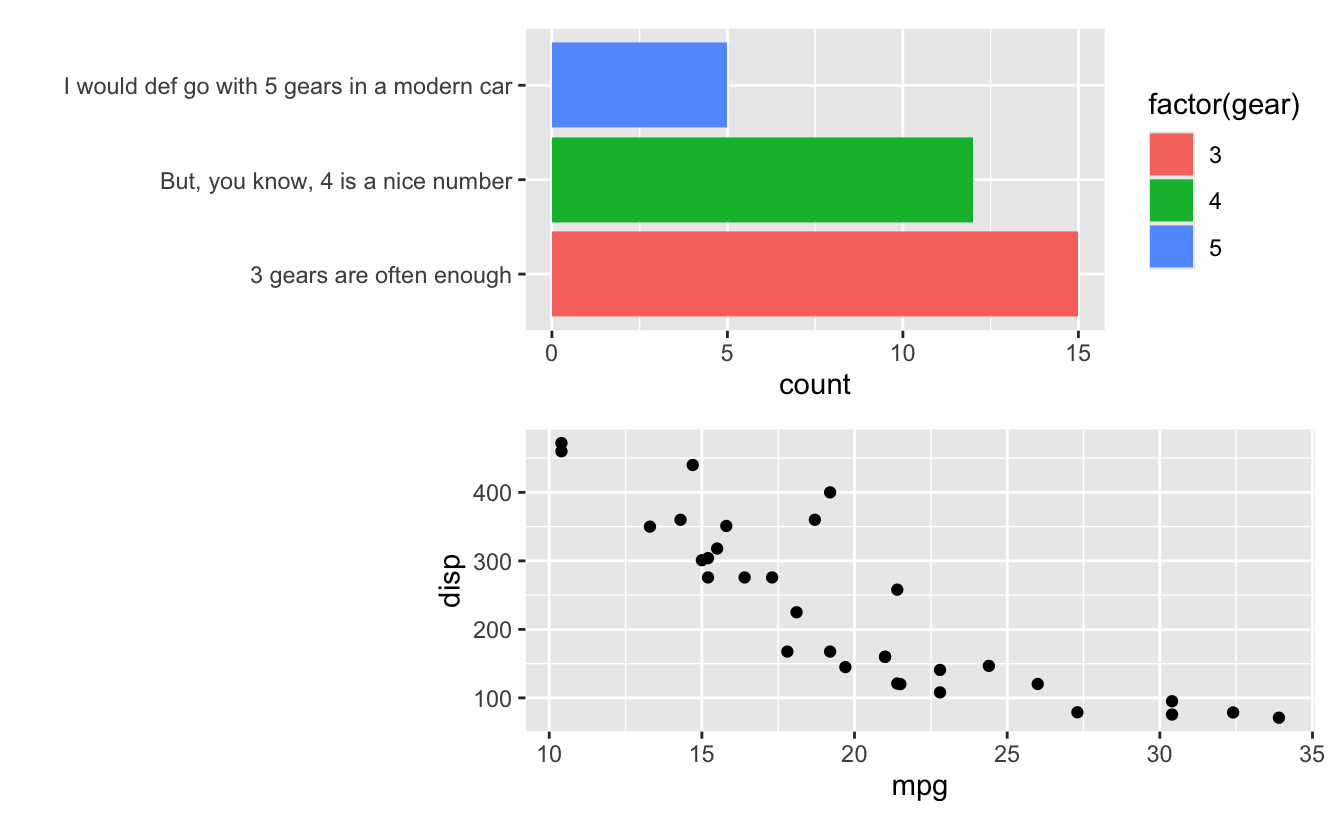 I would def go with 5 gears in a modern car
But, you know, 4 is a nice number
3 gears are often enough
0 5 10 15
count
factor(gear)
3
4
5
400
300
200
100
disp
10 15 20 25 30 35
mpg